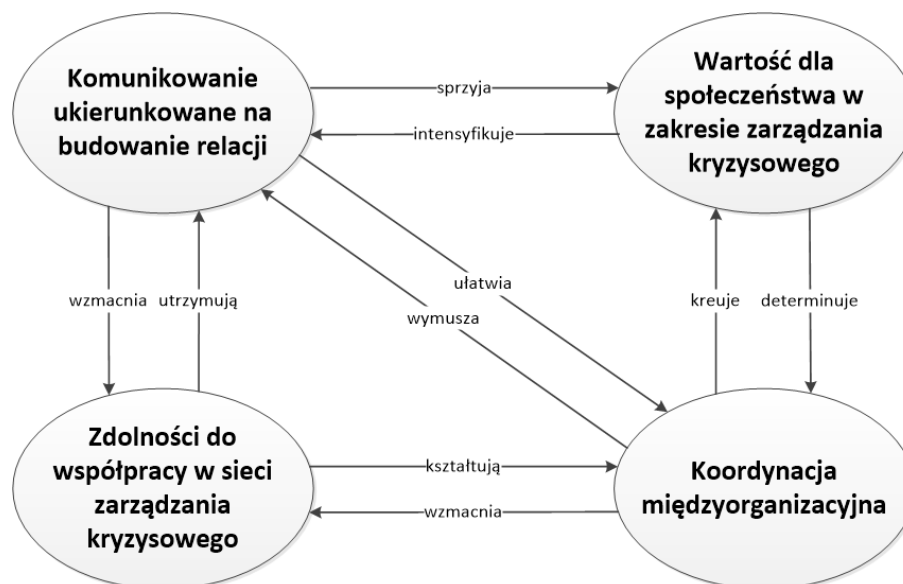 Komunikowanie
ukierunkowane na
budowanie relacji
sprzyja
intensyfikuje
Wartość dla
społeczeństwa w
zakresie zarządzania
kryzysowego
wzmacnia
utrzymują
ułatwia
wymusza
kreuje
determinuje
Zdolności do
współpracy w sieci
zarządzania
kryzysowego
kształtują
wzmacnia
Koordynacja
międzyorganizacyjna